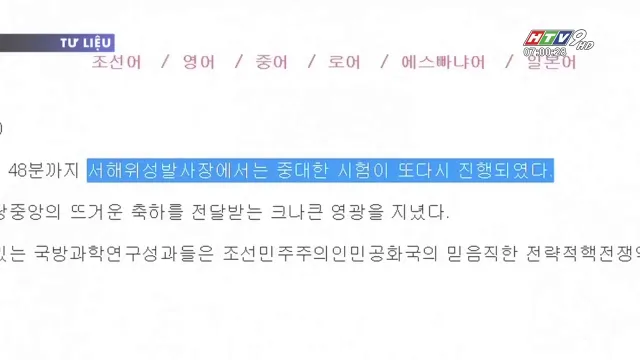 TƯ LIỆU
HTV9 HD
07:00:28
조선어 / 영어 / 중어 / 로어 / 에스빠냐어 / 일본어
48분까지 서해위성발사장에서는 중대한 시험이 또다시 진행되였다.
당중앙의 뜨거운 축하를 전달받는 크나큰 영광을 지녔다.
있는 국방과학연구성과들은 조선민주주의인민공화국의 믿음직한 전략적핵전쟁억